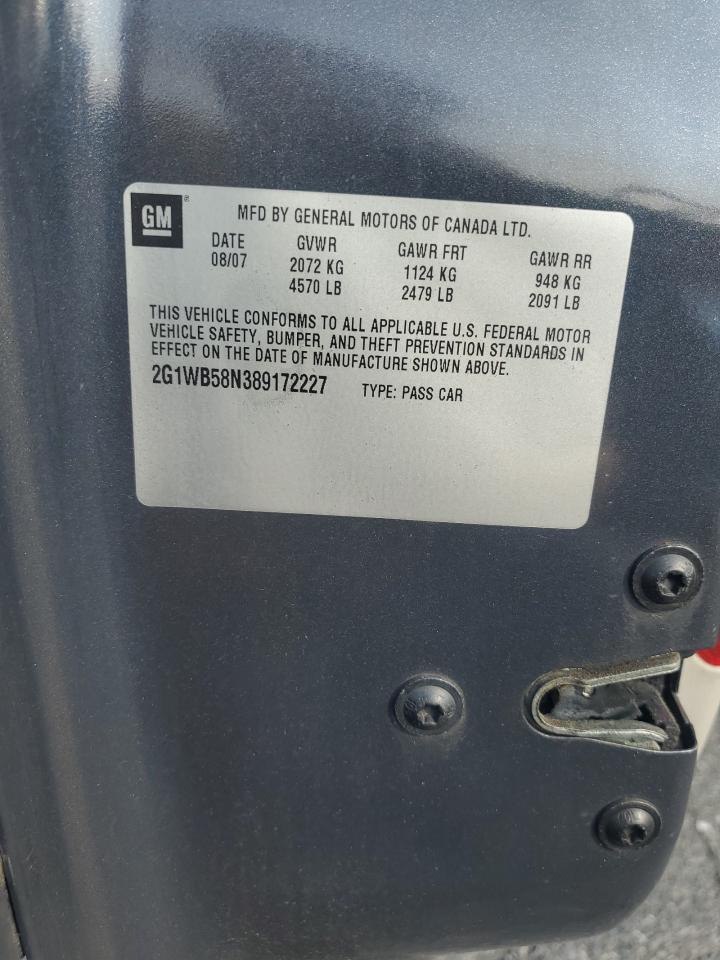 GM ® MFD BY GENERAL MOTORS OF CANADA LTD.
DATE GVWR GAWR FRT GAWR RR
08/07 2072 KG 1124 KG 948 KG
4570 LB 2479 LB 2091 LB
THIS VEHICLE CONFORMS TO ALL APPLICABLE U.S. FEDERAL MOTOR
VEHICLE SAFETY, BUMPER, AND THEFT PREVENTION STANDARDS IN
EFFECT ON THE DATE OF MANUFACTURE SHOWN ABOVE.
2G1WB58N389172227 TYPE: PASS CAR